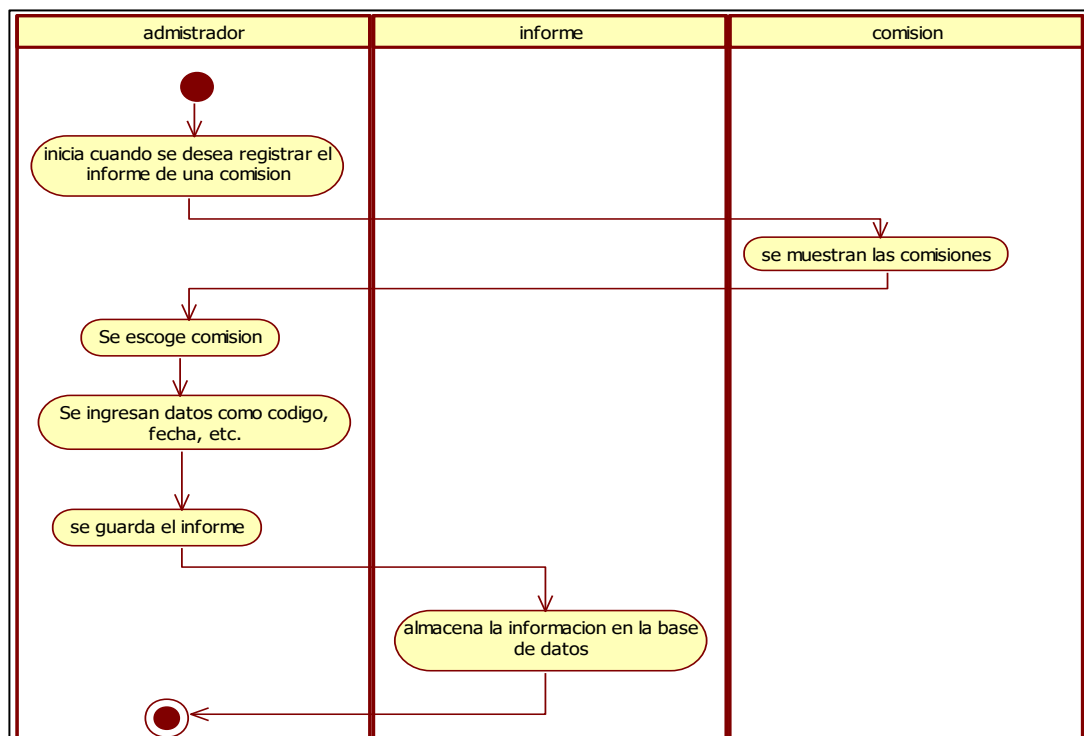 admistrador
informe
comision
inicia cuando se desea registrar el
informe de una comision
se muestran las comisiones
Se escoge comision
Se ingresan datos como codigo,
fecha, etc.
se guarda el informe
almacena la informacion en la base
de datos